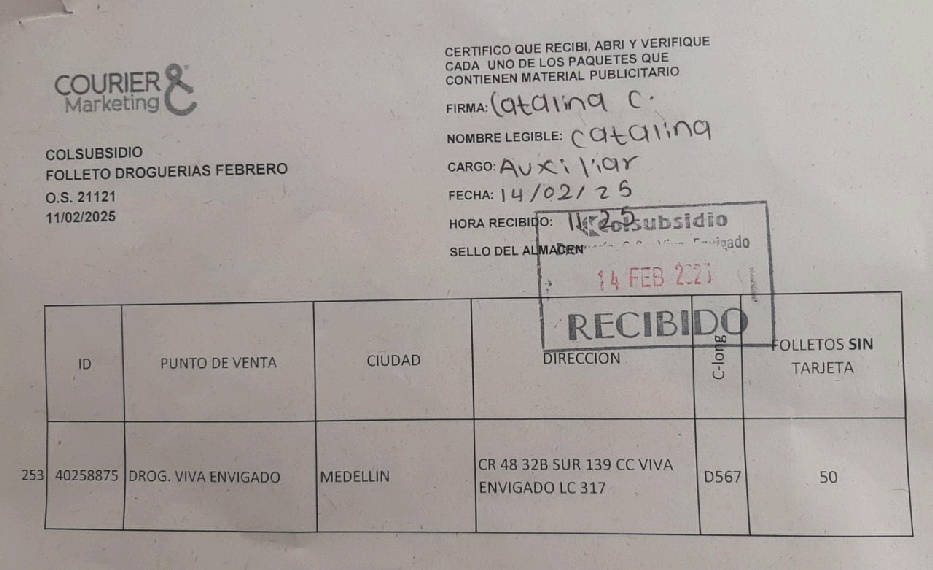 COURIER &
Marketing
COLSUBSIDIO
FOLLETO DROGUERIAS FEBRERO
O.S. 21121
11/02/2025
CERTIFICO QUE RECIBI, ABRI Y VERIFIQUE
CADA UNO DE LOS PAQUETES QUE
CONTIENEN MATERIAL PUBLICITARIO
FIRMA: Catalina C.
NOMBRE LEGIBLE: Catalina
CARGO: Auxiliar
FECHA: 14/02/25
HORA RECIBIDO: 11:25
SELLO DEL ALMACEN
Colsubsidio
Envigado
14 FEB
RECIBIDO
ID PUNTO DE VENTA CIUDAD DIRECCION C-long FOLLETOS SIN
TARJETA
253 40258875 DROG. VIVA ENVIGADO MEDELLIN CR 48 32B SUR 139 CC VIVA
ENVIGADO LC 317 D567 50